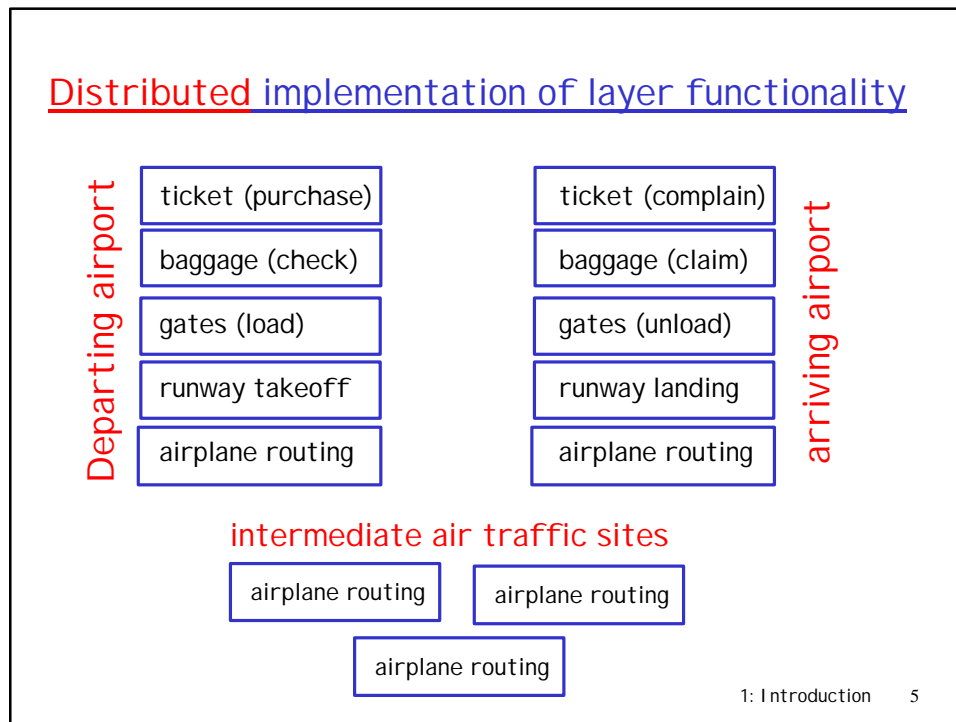 Distributed implementation of layer functionality
Departing airport
ticket (purchase)
baggage (check)
gates (load)
runway takeoff
airplane routing
ticket (complain)
baggage (claim)
gates (unload)
runway landing
airplane routing
arriving airport
intermediate air traffic sites
airplane routing
airplane routing
airplane routing
1: Introduction 5